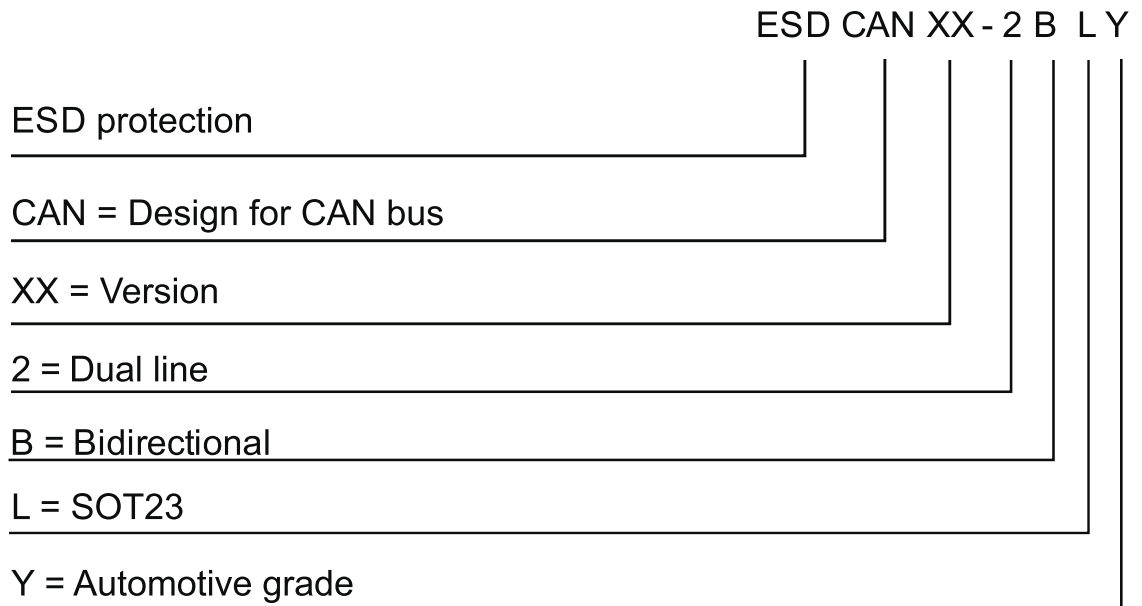 ESD CAN XX - 2 B L Y
ESD protection
CAN = Design for CAN bus
XX = Version
2 = Dual line
B = Bidirectional
L = SOT23
Y = Automotive grade